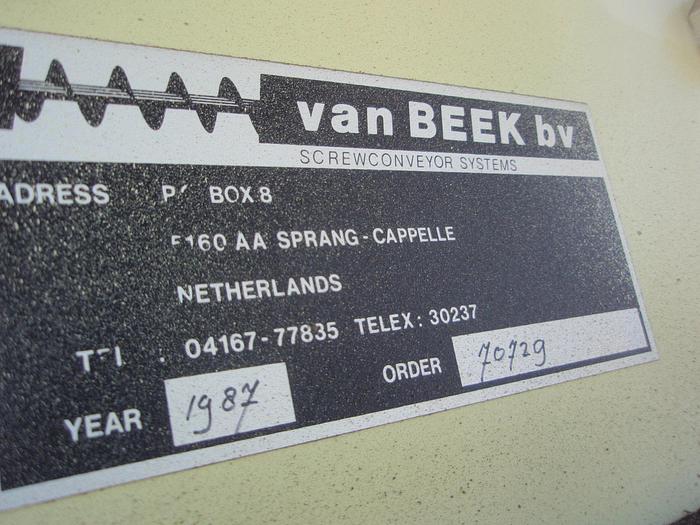 van BEEK bv
SCREWCONVEYOR SYSTEMS
ADRESS BOX 8
5160 AA SPRANG-CAPPELLE
NETHERLANDS
04167-77835 TELEX: 30237
YEAR 1987 ORDER 70729